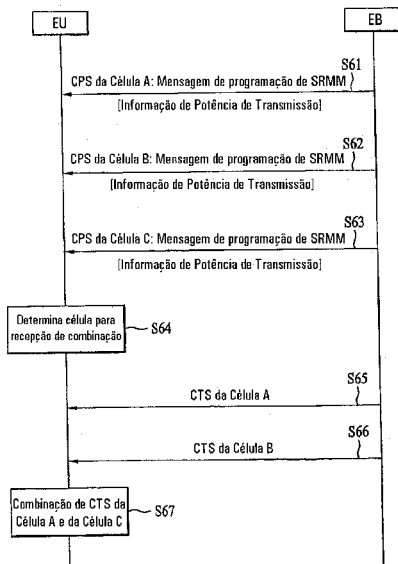 EU
EB
S61
CPS da Célula A: Mensagem de programação de SRMM
[Informação de Potência de Transmissão]
S62
CPS da Célula B: Mensagem de programação de SRMM
[Informação de Potência de Transmissão]
S63
CPS da Célula C: Mensagem de programação de SRMM
[Informação de Potência de Transmissão]
Determina célula para
recepção de combinação
S64
S65
CTS da Célula A
S66
CTS da Célula B
Combinação de CTS da
Célula A e da Célula C
S67